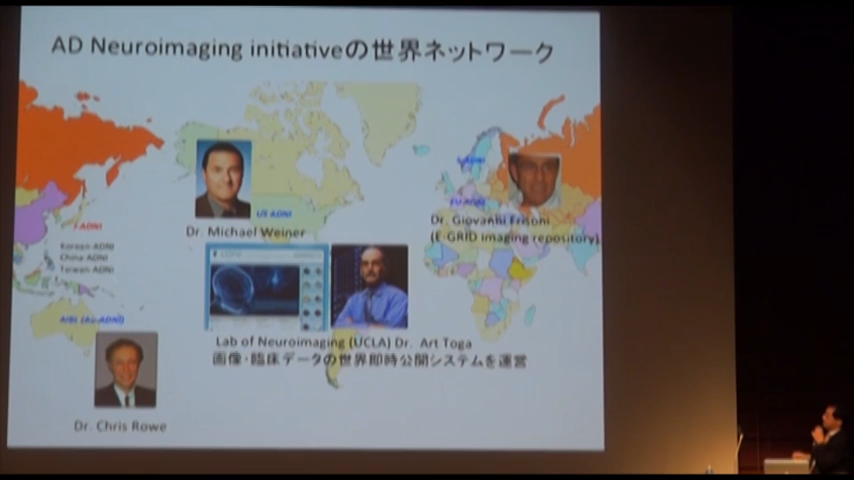 AD Neuroimaging initiativeの世界ネットワーク
US ADNI
Dr. Michael Weiner
EU-ADNI
Dr. Giovanni Frisoni
(E-GRID imaging repository)
J-ADNI
Korean ADNI
China ADNI
Taiwan ADNI
AIBL (Au-ADNI)
Lab of Neuroimaging (UCLA) Dr. Art Toga
画像・臨床データの世界即時公開システムを運営
Dr. Chris Rowe